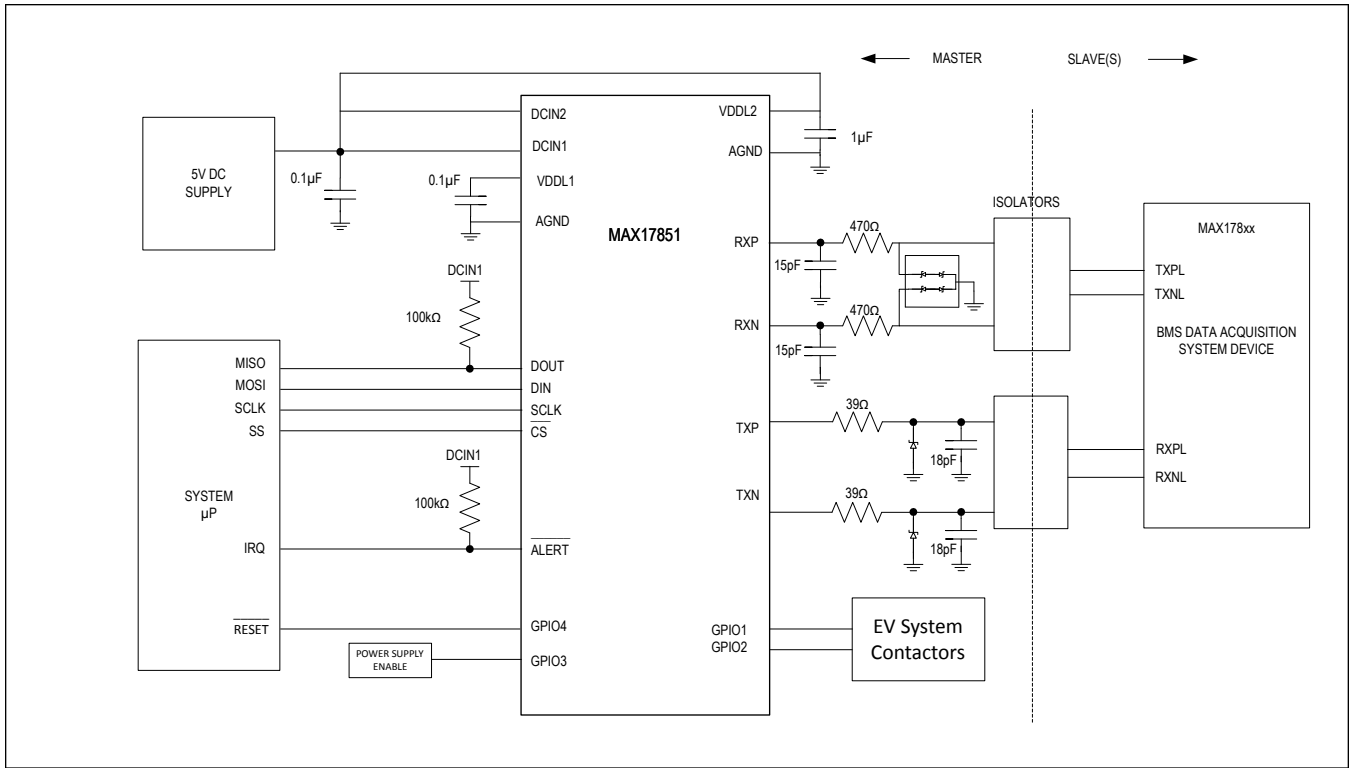 MASTER
SLAVE(S)
5V DC
SUPPLY
0.1µF
0.1µF
DCIN2
DCIN1
VDDL1
AGND
MAX17851
VDDL2
AGND
1µF
ISOLATORS
RXP
470Ω
15pF
RXN
470Ω
15pF
MAX178xx
TXPL
TXNL
BMS DATA ACQUISITION
SYSTEM DEVICE
RXPL
RXNL
DCIN1
100kΩ
MISO
MOSI
SCLK
SS
DOUT
DIN
SCLK
CS
TXP
39Ω
18pF
TXN
39Ω
18pF
DCIN1
100kΩ
SYSTEM
µP
IRQ
ALERT
RESET
GPIO4
POWER SUPPLY
ENABLE
GPIO3
GPIO1
GPIO2
EV System
Contactors